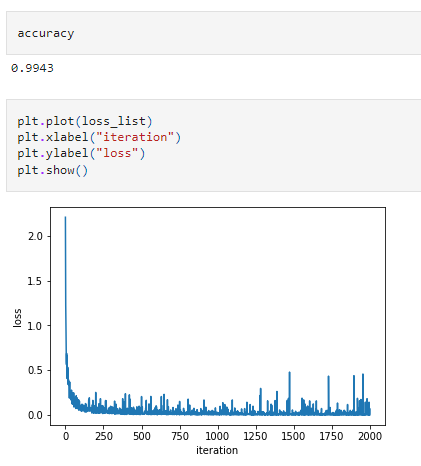 accuracy
0.9943
plt.plot(loss_list)
plt.xlabel("iteration")
plt.ylabel("loss")
plt.show()
2.0
1.5
1.0
0.5
0.0
loss
0 250 500 750 1000 1250 1500 1750 2000
iteration